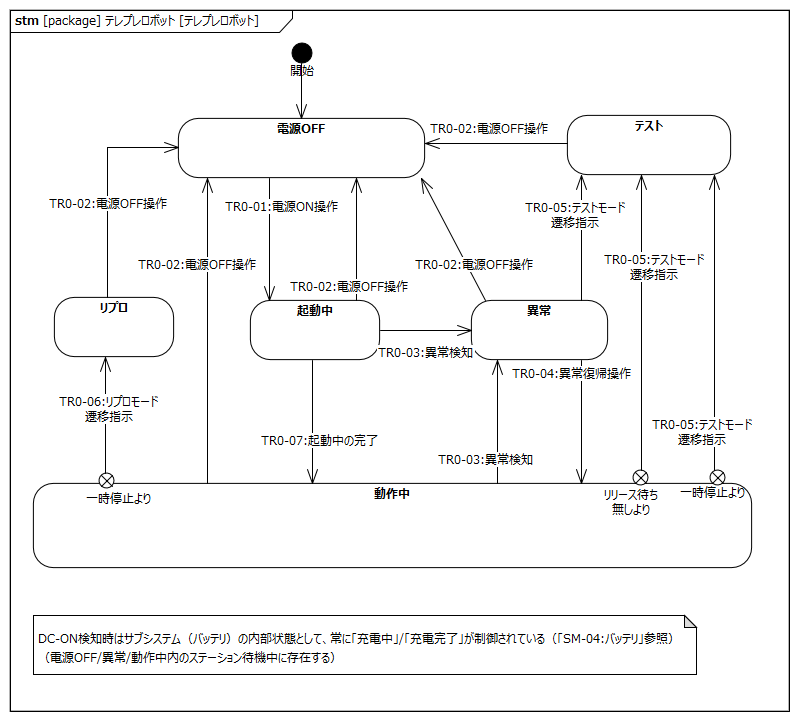 stm [package] テレプレロボット [テレプレロボット]
開始
電源OFF
テスト
TR0-02:電源OFF操作
TR0-02:電源OFF操作
TR0-01:電源ON操作
TR0-05:テストモード
遷移指示
TR0-05:テストモード
遷移指示
TR0-02:電源OFF操作
TR0-02:電源OFF操作
TR0-02:電源OFF操作
リプロ
起動中
異常
TR0-03:異常検知
TR0-04:異常復帰操作
TR0-06:リプロモード
遷移指示
TR0-05:テストモード
遷移指示
TR0-07:起動中の完了
TR0-03:異常検知
一時停止より
動作中
リリース待ち
無しより
一時停止より
DC-ON検知時はサブシステム（バッテリ）の内部状態として、常に「充電中」/「充電完了」が制御されている（「SM-04:バッテリ」参照）
（電源OFF/異常/動作中内のステーション待機中に存在する）